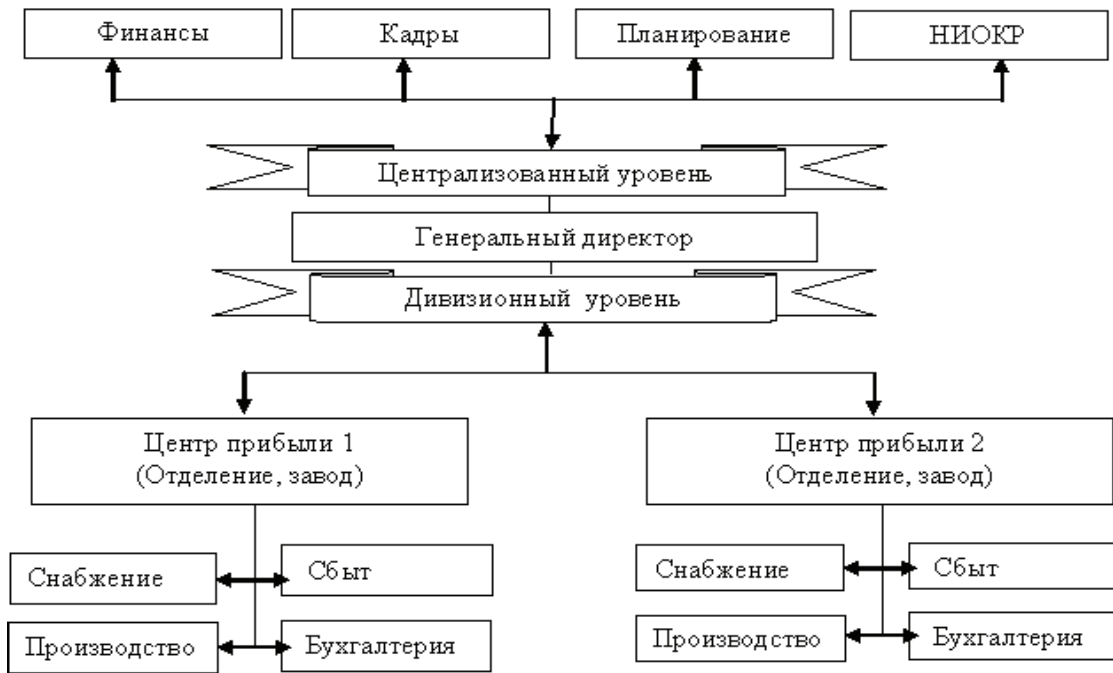 Финансы
Кадры
Планирование
НИОКР
Централизованный уровень
Генеральный директор
Дивизионный уровень
Центр прибыли 1
(Отделение, завод)
Центр прибыли 2
(Отделение, завод)
Снабжение
Сбыт
Снабжение
Сбыт
Производство
Бухгалтерия
Производство
Бухгалтерия